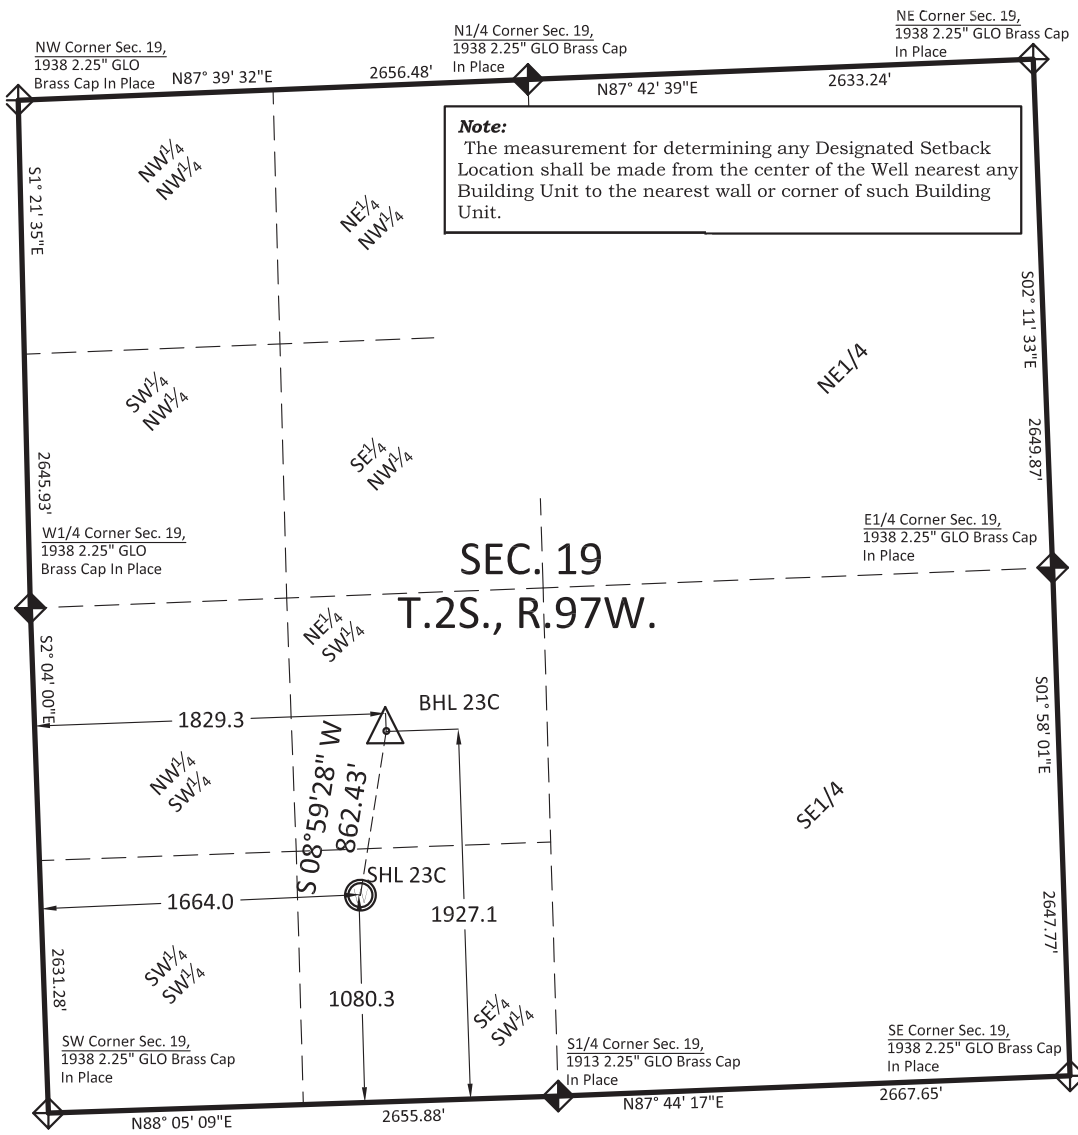 NW Corner Sec. 19,
1938 2.25" GLO
Brass Cap In Place
N87° 39' 32"E
2656.48'
N1/4 Corner Sec. 19,
1938 2.25" GLO Brass Cap
In Place
N87° 42' 39"E
2633.24'
NE Corner Sec. 19,
1938 2.25" GLO Brass Cap
In Place
Note:
The measurement for determining any Designated Setback
Location shall be made from the center of the Well nearest any
Building Unit to the nearest wall or corner of such Building
Unit.
NW¼
NW¼
NE¼
NW¼
S1° 21' 35"E
S02° 11' 33"E
NE1/4
SW¼
NW¼
SE¼
NW¼
2645.93'
2649.87'
W1/4 Corner Sec. 19,
1938 2.25" GLO
Brass Cap In Place
E1/4 Corner Sec. 19,
1938 2.25" GLO Brass Cap
In Place
SEC. 19
T.2S., R.97W.
NE¼
SW¼
S2° 04' 00"E
S01° 58' 01"E
BHL 23C
1829.3
NW¼
SW¼
S 08°59'28" W
862.43'
SE1/4
SHL 23C
1664.0
1927.1
2647.77'
SW¼
SW¼
2631.28'
1080.3
SE¼
SW¼
SW Corner Sec. 19,
1938 2.25" GLO Brass Cap
In Place
S1/4 Corner Sec. 19,
1913 2.25" GLO Brass Cap
In Place
SE Corner Sec. 19,
1938 2.25" GLO Brass Cap
In Place
N88° 05' 09"E
2655.88'
N87° 44' 17"E
2667.65'